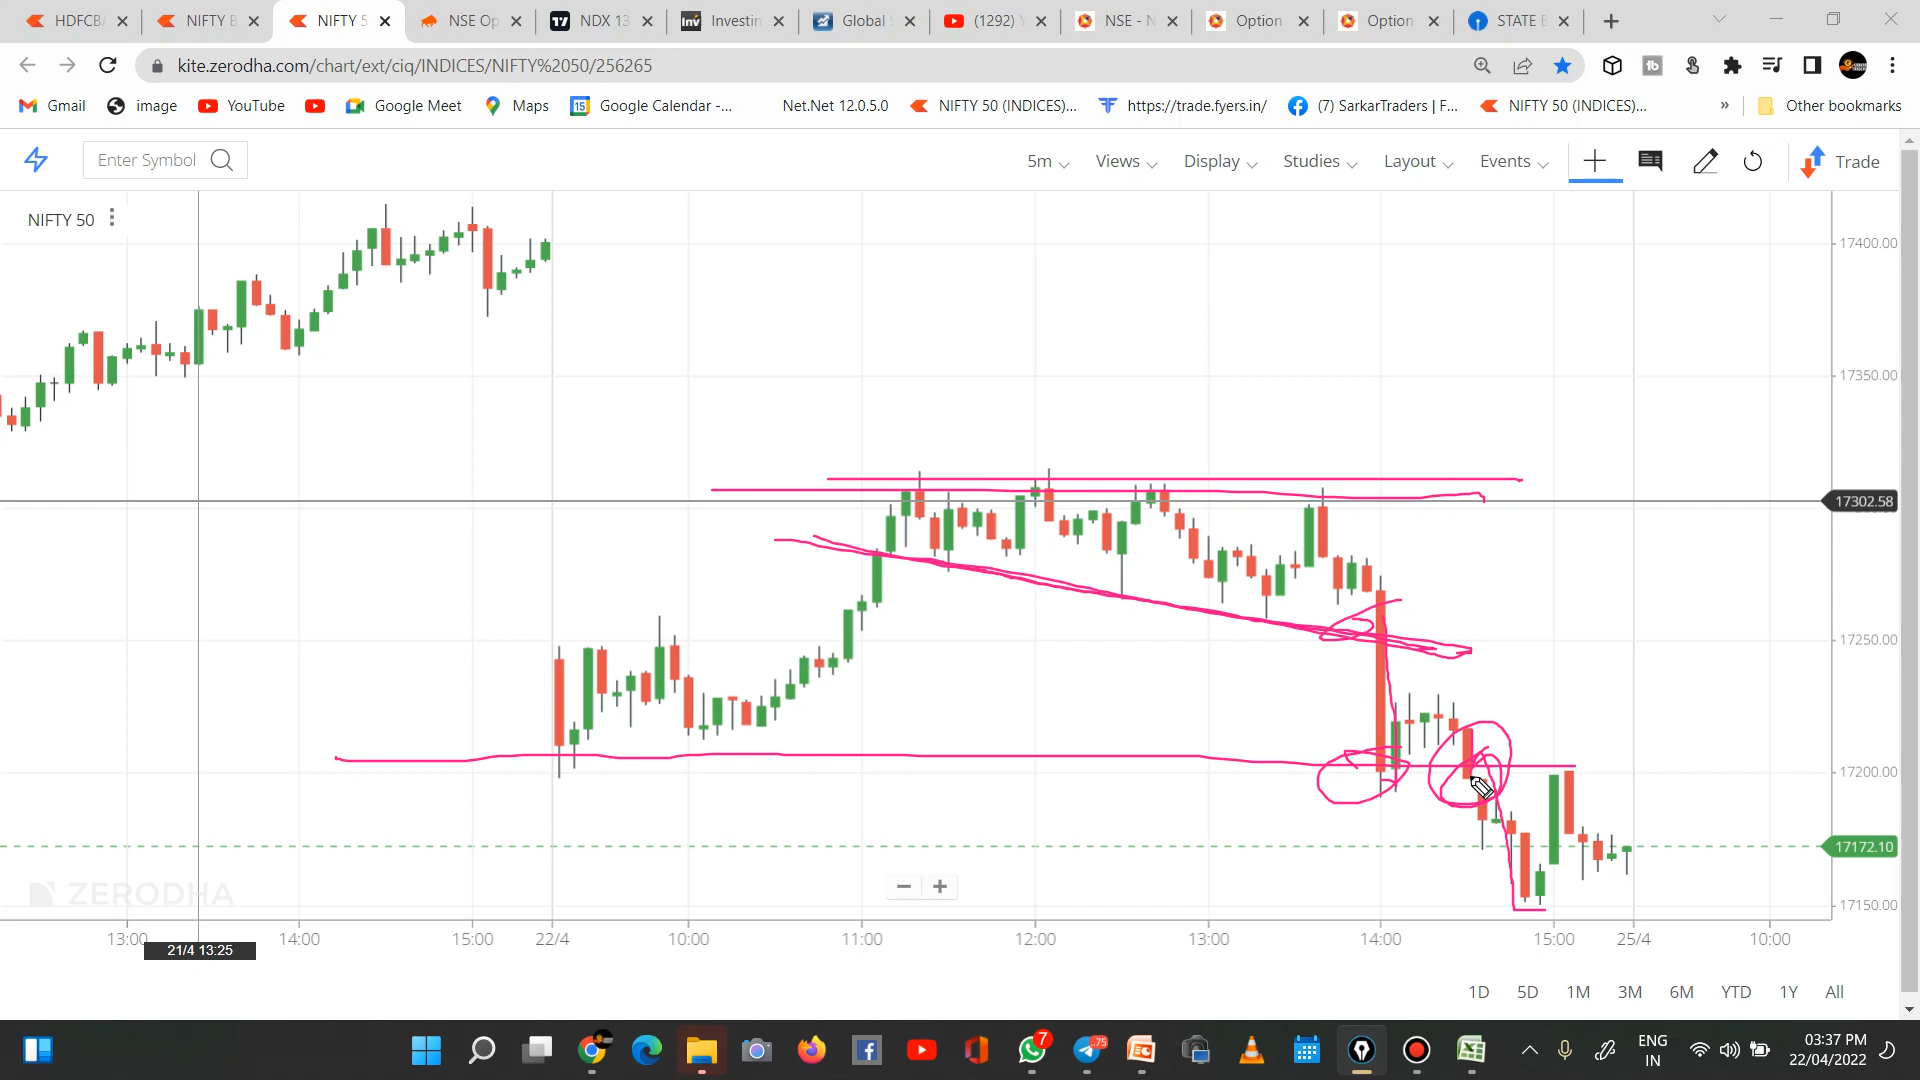 HDFCBA
NIFTY B
NIFTY 5
NSE Op
NDX 13
Investin
Global S
(1292)
NSE - N
Option
Option
STATE B
kite.zerodha.com/chart/ext/ciq/INDICES/NIFTY%2050/256265
Gmail
image
YouTube
Google Meet
Maps
15
Google Calendar -...
Net.Net 12.0.5.0
NIFTY 50 (INDICES)...
https://trade.fyers.in/
(7) SarkarTraders | F...
NIFTY 50 (INDICES)...
»
Other bookmarks
Enter Symbol
5m
Views
Display
Studies
Layout
Events
Trade
NIFTY 50
17400.00
17350.00
17302.58
17250.00
17200.00
17172.10
17150.00
ZERODHA
13:00
14:00
15:00
22/4
10:00
11:00
12:00
13:00
14:00
15:00
25/4
10:00
21/4 13:25
1D
5D
1M
3M
6M
YTD
1Y
All
7
75
ENG
IN
03:37 PM
22/04/2022